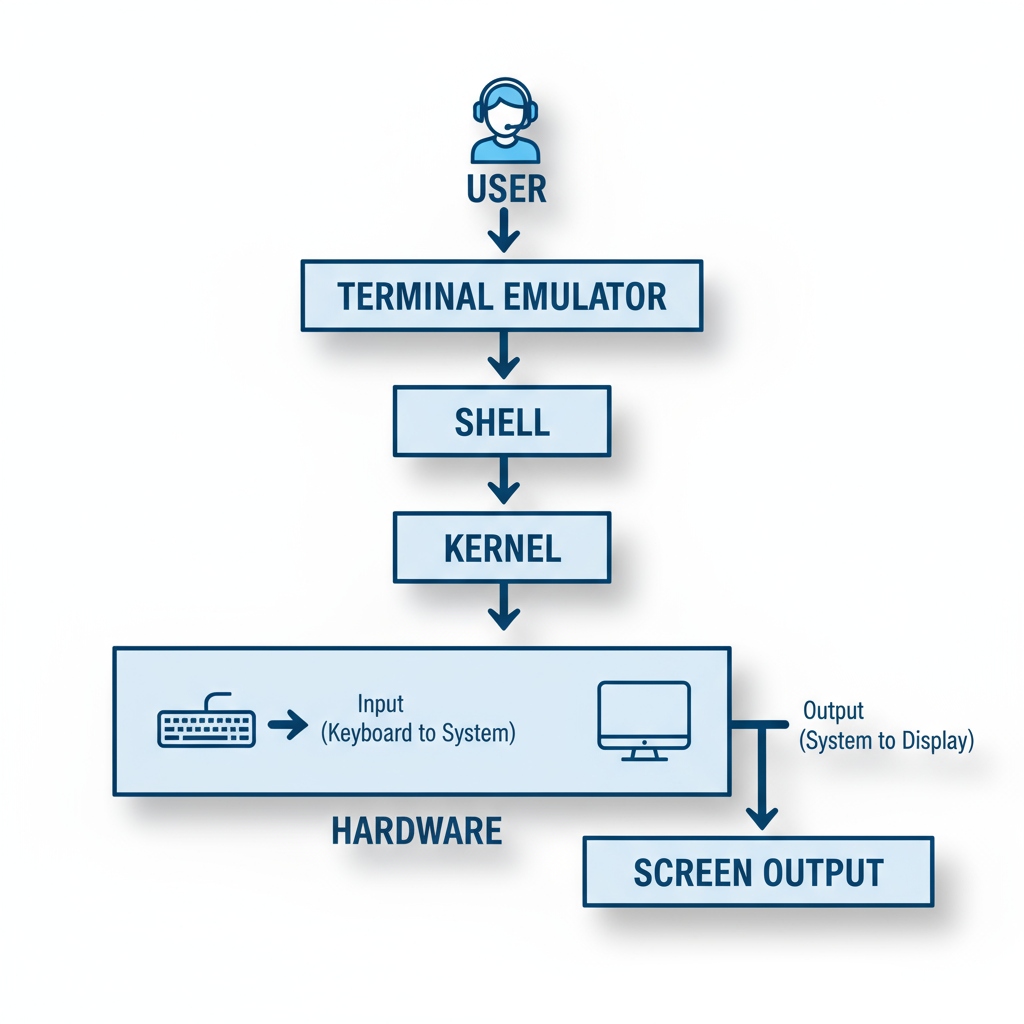 USER
TERMINAL EMULATOR
SHELL
KERNEL
Input
(Keyboard to System)
Output
(System to Display)
HARDWARE
SCREEN OUTPUT